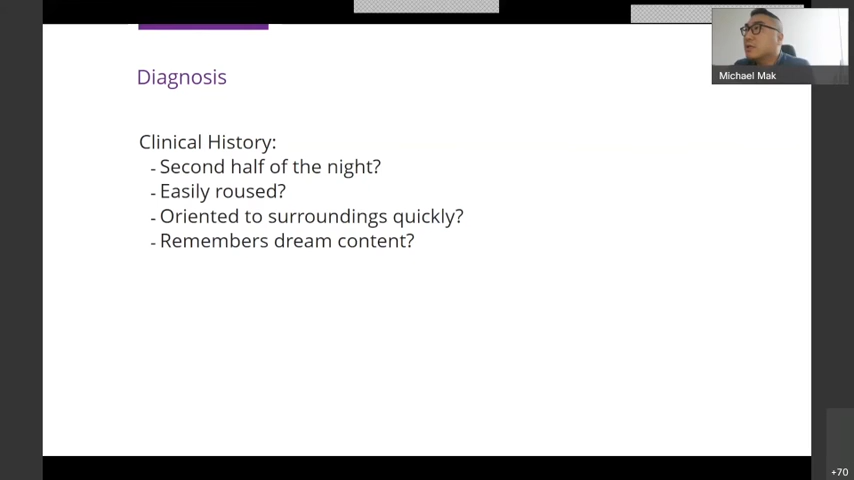 Michael Mak
Diagnosis
Clinical History:
- Second half of the night?
- Easily roused?
- Oriented to surroundings quickly?
- Remembers dream content?
+70